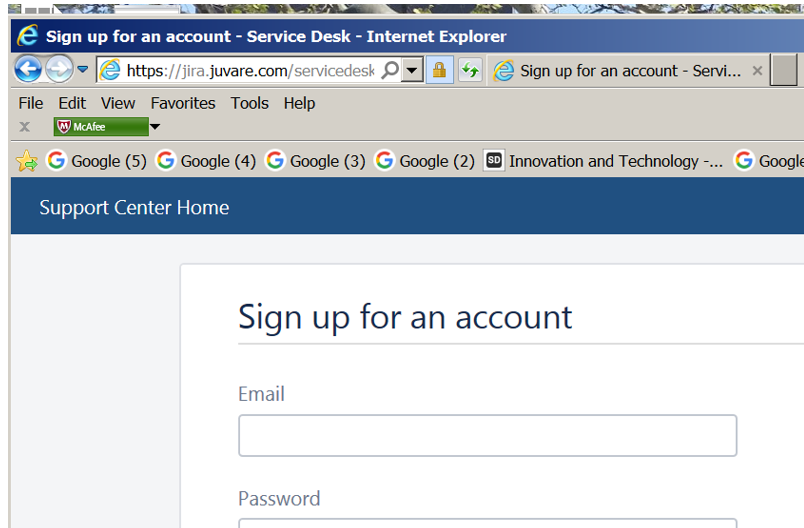 Sign up for an account - Service Desk - Internet Explorer
https://jira.juvare.com/servicedesk
Sign up for an account - Servi...
File Edit View Favorites Tools Help
x McAfee
Google (5) Google (4) Google (3) Google (2) SD Innovation and Technology -... Google
Support Center Home
Sign up for an account
Email
Password